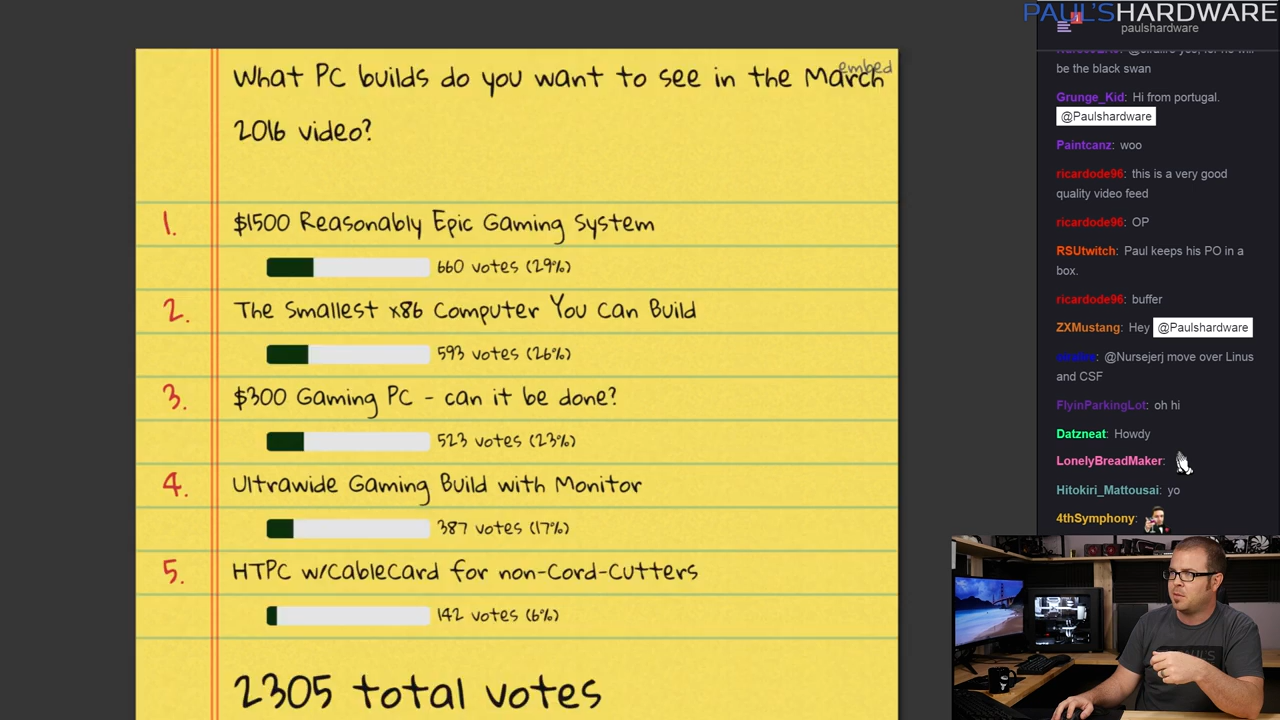 PAUL'SHARDWARE
1
paulshardware
embed
What PC builds do you want to see in the March
2016 video?
1. $1500 Reasonably Epic Gaming System
660 votes (29%)
2. The Smallest x86 Computer You Can Build
593 votes (26%)
3. $300 Gaming PC - can it be done?
523 votes (23%)
4. Ultrawide Gaming Build with Monitor
387 votes (17%)
5. HTPC w/CableCard for non-Cord-Cutters
142 votes (6%)
2305 total votes
be the black swan
Grunge_Kid: Hi from portugal.
@Paulshardware
Paintcanz: woo
ricardode96: this is a very good
quality video feed
ricardode96: OP
RSUtwitch: Paul keeps his PO in a
box.
ricardode96: buffer
ZXMustang: Hey @Paulshardware
@Nursejerj move over Linus
and CSF
FlyinParkingLot: oh hi
Datzneat: Howdy
LonelyBreadMaker:
Hitokiri_Mattousai: yo
4thSymphony:
PAUL'S